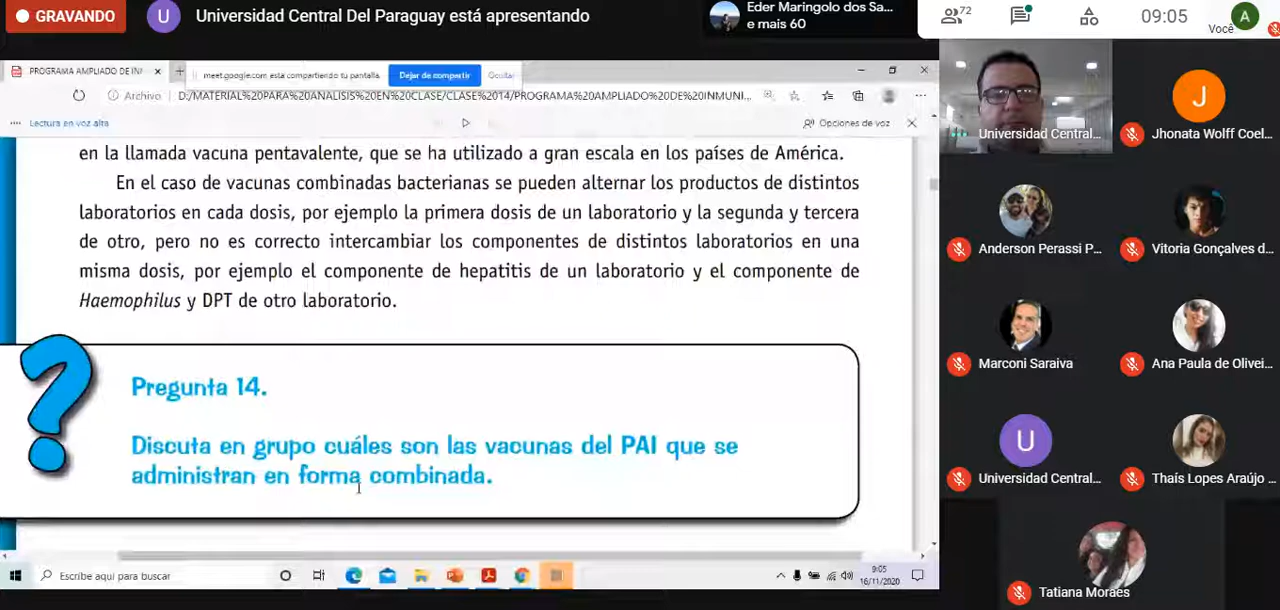 GRAVANDO
U
Universidad Central Del Paraguay está apresentando
Eder Maringolo dos Sa...
e mais 60
72
09:05
Você
A
PROGRAMA AMPLIADO DE IN
meet.google.com está compartiendo tu pantalla.
Dejar de compartir
Ocultar
Archivo
D:/MATERIAL%20PARA%20ANALISIS%20EN%20CLASE/CLASE%2014/PROGRAMA%20AMPLIADO%20DE%20INMUNI...
Lectura en voz alta
Opciones de voz
en la llamada vacuna pentavalente, que se ha utilizado a gran escala en los países de América.
En el caso de vacunas combinadas bacterianas se pueden alternar los productos de distintos
laboratorios en cada dosis, por ejemplo la primera dosis de un laboratorio y la segunda y tercera
de otro, pero no es correcto intercambiar los componentes de distintos laboratorios en una
misma dosis, por ejemplo el componente de hepatitis de un laboratorio y el componente de
Haemophilus y DPT de otro laboratorio.
?
Pregunta 14.
Discuta en grupo cuáles son las vacunas del PAI que se
administran en forma combinada.
Escribe aquí para buscar
9:05
16/11/2020
Universidad Central...
J
Jhonata Wolff Coel...
Anderson Perassi P...
Vitoria Gonçalves d...
Marconi Saraiva
Ana Paula de Olivei...
U
Universidad Central...
Thaís Lopes Araújo ...
Tatiana Moraes